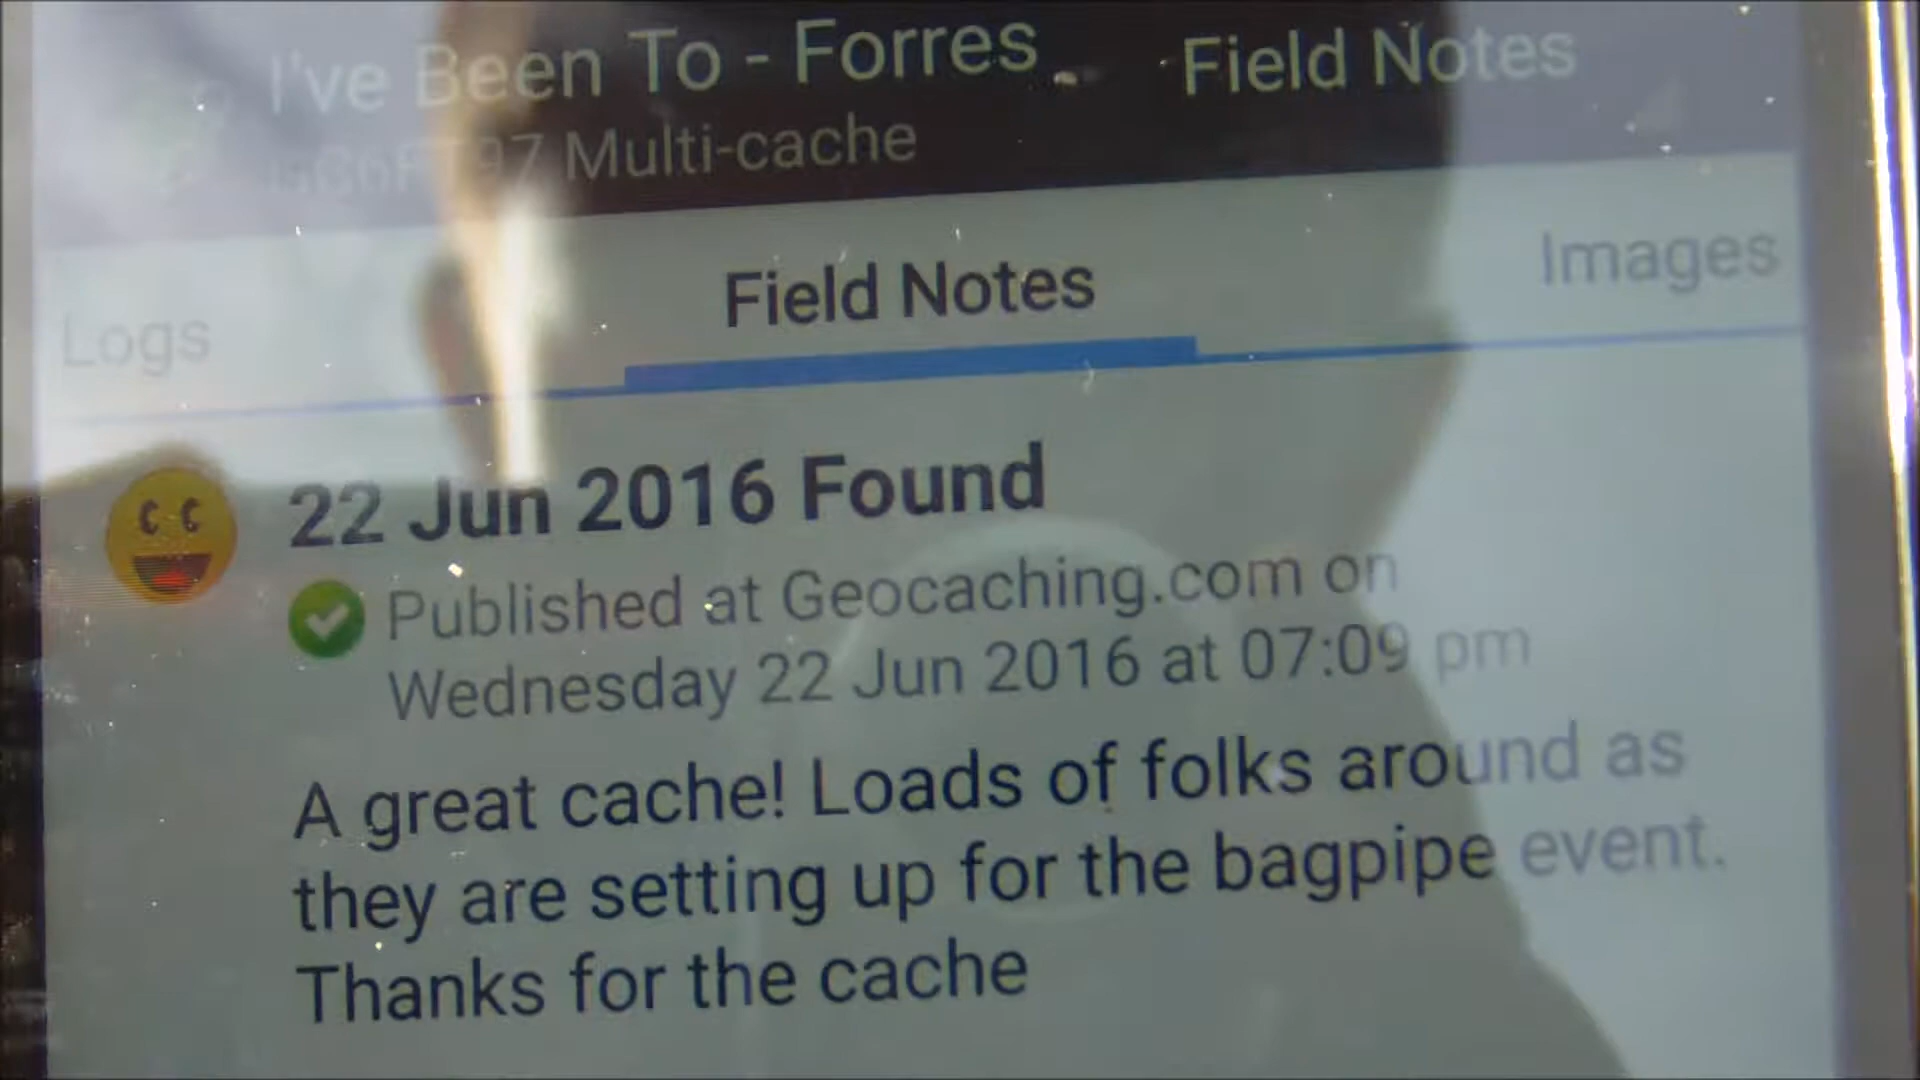 I've Been To - Forres Field Notes
Multi-cache
Logs Field Notes Images
22 Jun 2016 Found
Published at Geocaching.com on
Wednesday 22 Jun 2016 at 07:09 pm
A great cache! Loads of folks around as
they are setting up for the bagpipe event.
Thanks for the cache